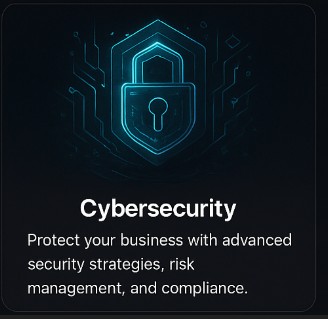 Cybersecurity
Protect your business with advanced
security strategies, risk
management, and compliance.